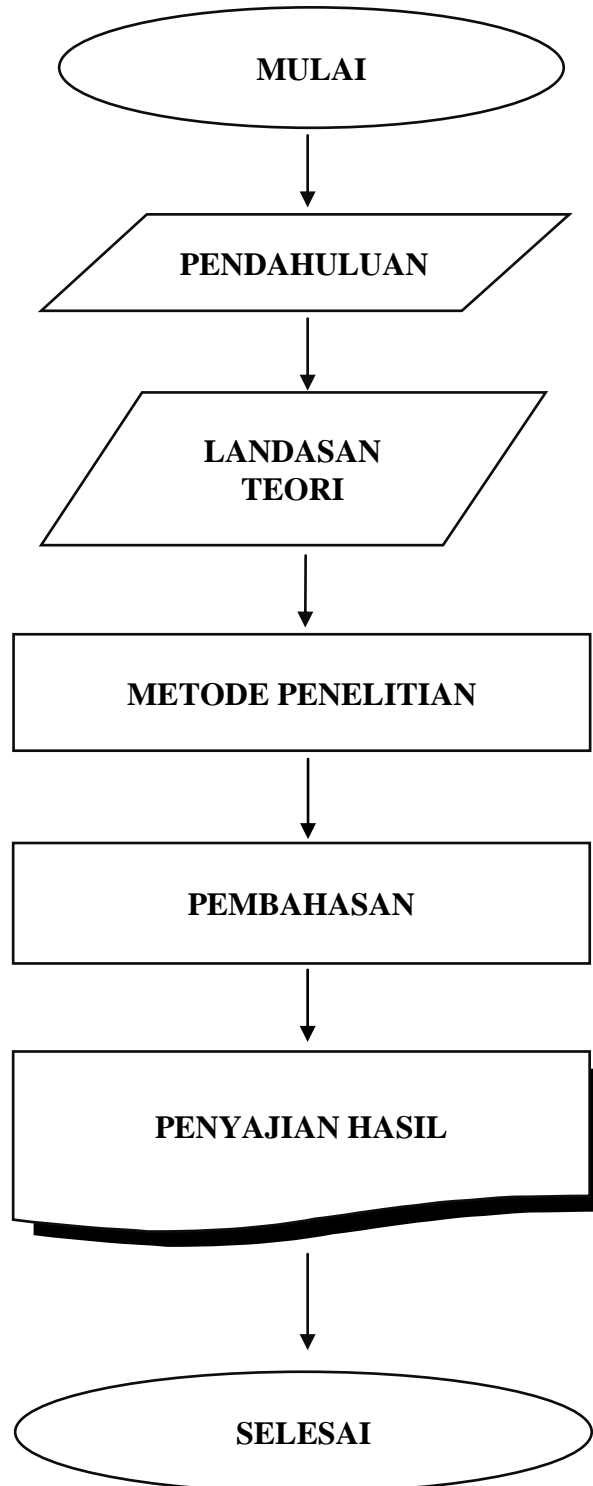 MULAI
PENDAHULUAN
LANDASAN
TEORI
METODE PENELITIAN
PEMBAHASAN
PENYAJIAN HASIL
SELESAI